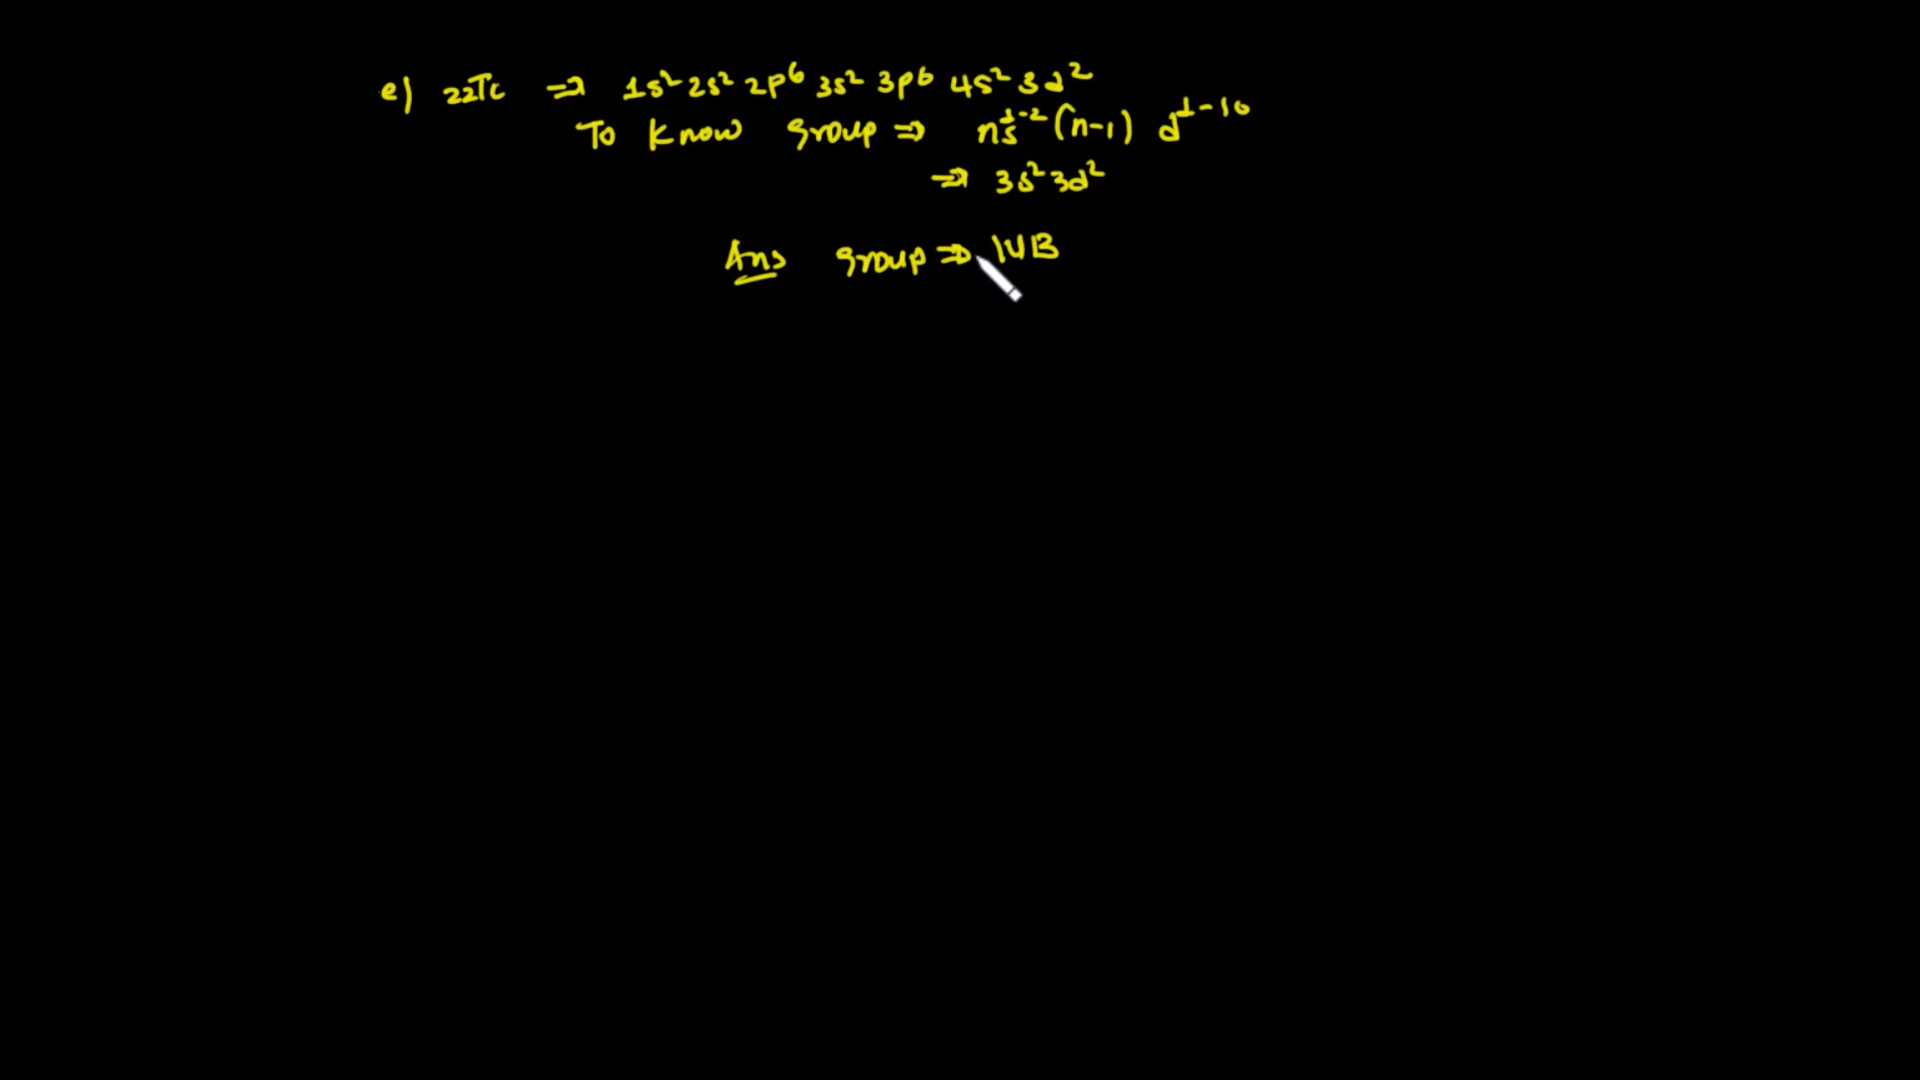 e) 22Tc ⇒ 1s² 2s² 2p⁶ 3s² 3p⁶ 4s² 3d²
To Know group ⇒ ns¹⁻² (n-1) d¹⁻¹⁰
⇒ 3s² 3d²
Ans group ⇒ IVB